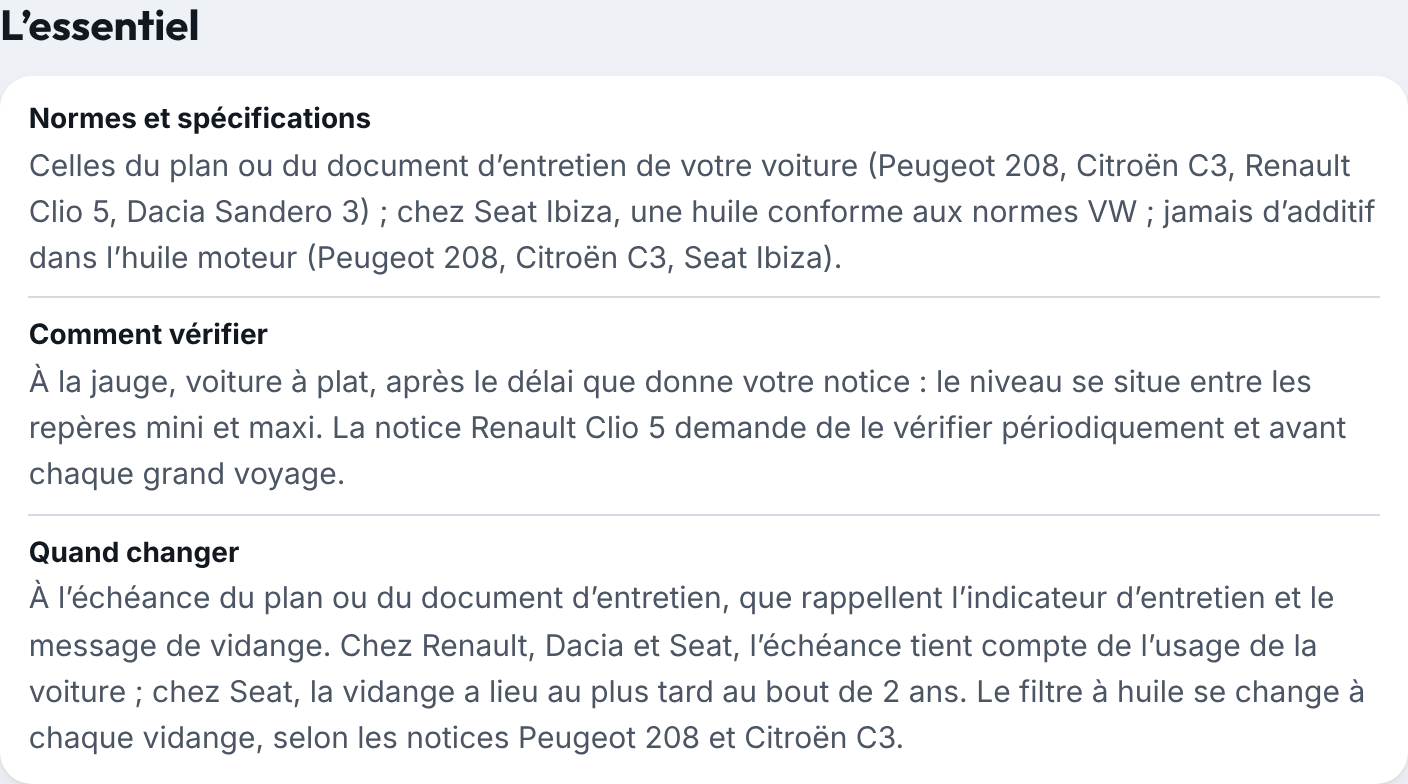 L’essentiel
Normes et spécifications
Celles du plan ou du document d’entretien de votre voiture (Peugeot 208, Citroën C3, Renault
Clio 5, Dacia Sandero 3) ; chez Seat Ibiza, une huile conforme aux normes VW ; jamais d’additif
dans l’huile moteur (Peugeot 208, Citroën C3, Seat Ibiza).
Comment vérifier
À la jauge, voiture à plat, après le délai que donne votre notice : le niveau se situe entre les
repères mini et maxi. La notice Renault Clio 5 demande de le vérifier périodiquement et avant
chaque grand voyage.
Quand changer
À l’échéance du plan ou du document d’entretien, que rappellent l’indicateur d’entretien et le
message de vidange. Chez Renault, Dacia et Seat, l’échéance tient compte de l’usage de la
voiture ; chez Seat, la vidange a lieu au plus tard au bout de 2 ans. Le filtre à huile se change à
chaque vidange, selon les notices Peugeot 208 et Citroën C3.